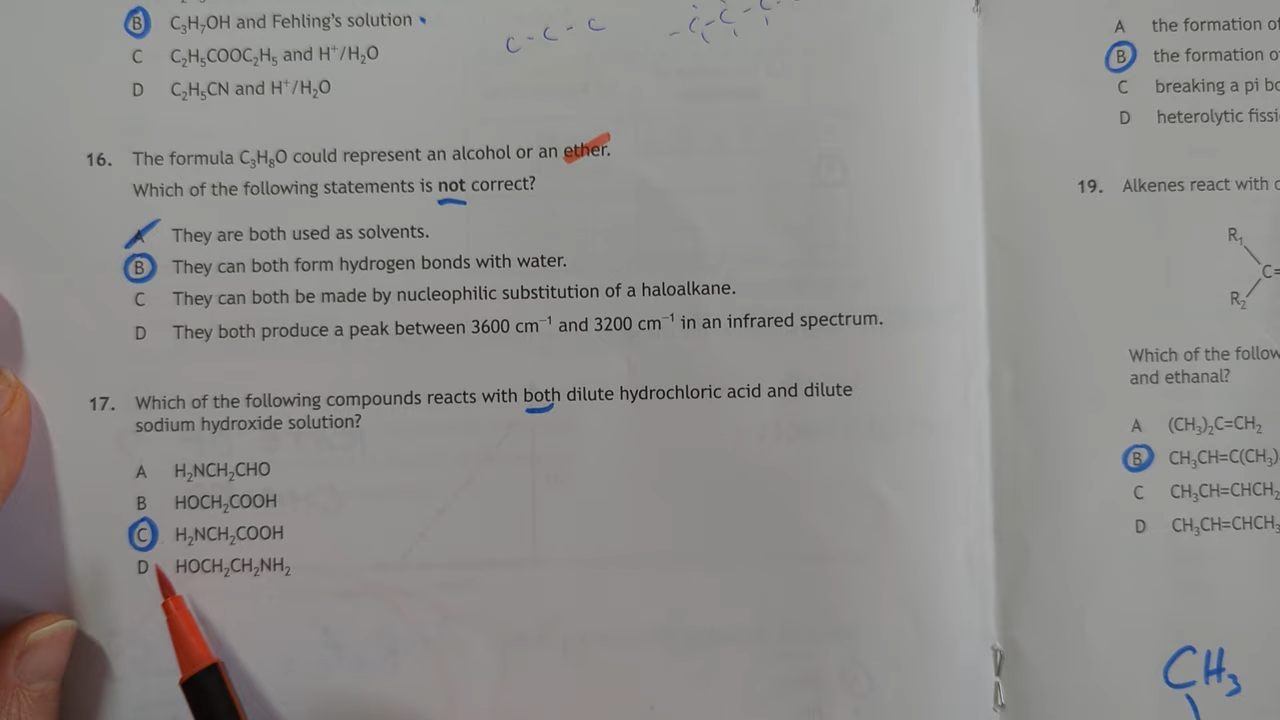 B C₃H₇OH and Fehling's solution
C C₂H₅COOC₂H₅ and H⁺/H₂O
D C₂H₅CN and H⁺/H₂O
C - C - C
- C - C - C -
16. The formula C₃H₈O could represent an alcohol or an ether.
Which of the following statements is not correct?
A They are both used as solvents.
B They can both form hydrogen bonds with water.
C They can both be made by nucleophilic substitution of a haloalkane.
D They both produce a peak between 3600 cm⁻¹ and 3200 cm⁻¹ in an infrared spectrum.
17. Which of the following compounds reacts with both dilute hydrochloric acid and dilute
sodium hydroxide solution?
A H₂NCH₂CHO
B HOCH₂COOH
C H₂NCH₂COOH
D HOCH₂CH₂NH₂
A the formation
B the formation
C breaking a pi
D heterolytic
19. Alkenes react with
R₁
C=
R₂
Which of the
and ethanal?
A (CH₃)₂C=CH₂
B CH₃CH=C(CH₃)
C CH₃CH=CHCH₂
D CH₃CH=CHCH₃
CH₃